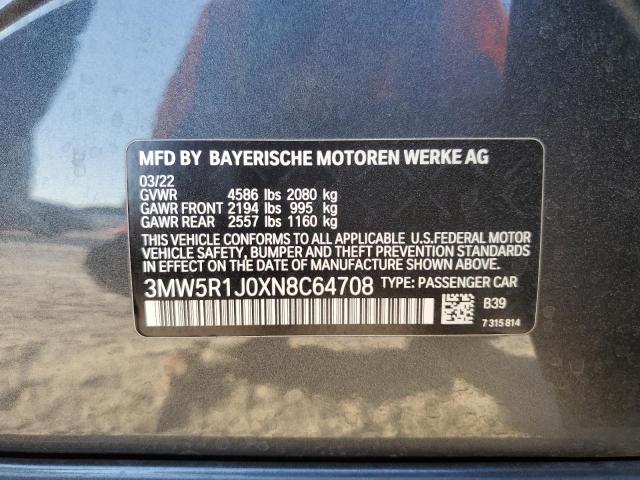 MFD BY BAYERISCHE MOTOREN WERKE AG
03/22
GVWR 4586 lbs 2080 kg
GAWR FRONT 2194 lbs 995 kg
GAWR REAR 2557 lbs 1160 kg
THIS VEHICLE CONFORMS TO ALL APPLICABLE U.S.FEDERAL MOTOR
VEHICLE SAFETY, BUMPER, AND THEFT PREVENTION STANDARDS
IN EFFECT ON THE DATE OF MANUFACTURE SHOWN ABOVE.
3MW5R1J0XN8C64708 TYPE: PASSENGER CAR
B39
7 315 814